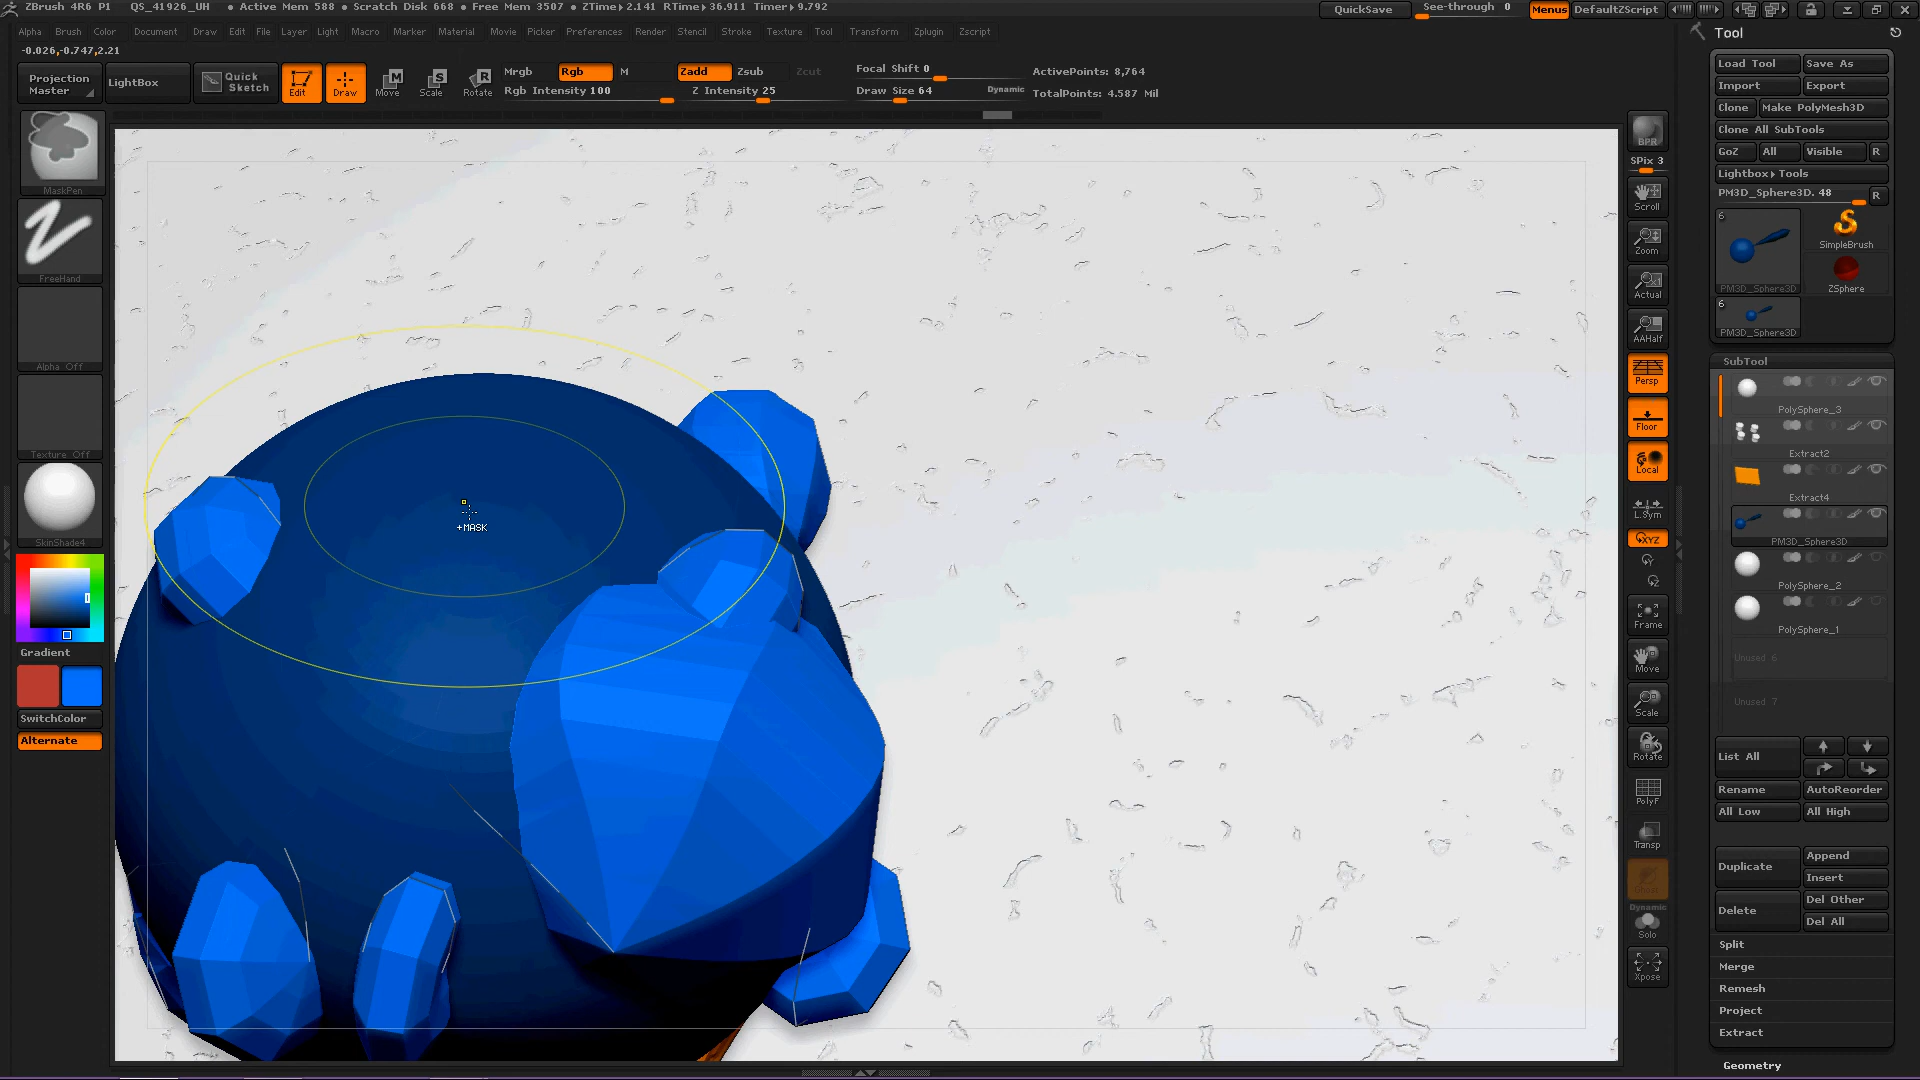 ZBrush 4R6 P1 QS_41926_UH • Active Mem 588 • Scratch Disk 668 • Free Mem 3507 • ZTime▸2.141 RTime▸36.911 Timer▸9.792 QuickSave See-through 0 Menus DefaultZScript
Alpha Brush Color Document Draw Edit File Layer Light Macro Marker Material Movie Picker Preferences Render Stencil Stroke Texture Tool Transform Zplugin Zscript
-0.026,-0.747,2.21
Projection Master
LightBox
Quick Sketch
Edit
Draw
Move
Scale
Rotate
Mrgb Rgb M
Rgb Intensity 100
Zadd Zsub Zcut
Z Intensity 25
Focal Shift 0
Draw Size 64
Dynamic
ActivePoints: 8,764
TotalPoints: 4.587 Mil
MaskPen
FreeHand
Alpha Off
Texture Off
SkinShade4
Gradient
SwitchColor
Alternate
+MASK
BPR
SPix 3
Scroll
Zoom
Actual
AAHalf
Persp
Floor
Local
L.Sym
XYZ
Frame
Move
Scale
Rotate
PolyF
Transp
Ghost
Dynamic
Solo
Xpose
Tool
Load Tool Save As
Import Export
Clone Make PolyMesh3D
Clone All SubTools
GoZ All Visible R
Lightbox▸Tools
PM3D_Sphere3D. 48 R
6
PM3D_Sphere3D
SimpleBrush
ZSphere
6
PM3D_Sphere3D
SubTool
PolySphere_3
Extract2
Extract4
PM3D_Sphere3D
PolySphere_2
PolySphere_1
Unused 6
Unused 7
List All
Rename AutoReorder
All Low All High
Duplicate
Append
Insert
Delete
Del Other
Del All
Split
Merge
Remesh
Project
Extract
Geometry